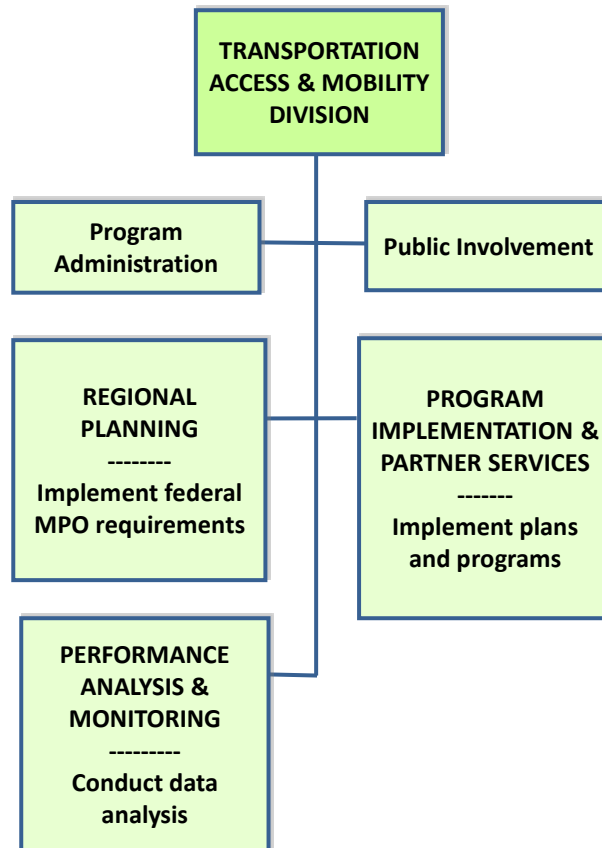 TRANSPORTATION
ACCESS & MOBILITY
DIVISION
Program
Administration
Public Involvement
REGIONAL
PLANNING
--------
Implement federal
MPO requirements
PROGRAM
IMPLEMENTATION &
PARTNER SERVICES
-------
Implement plans
and programs
PERFORMANCE
ANALYSIS &
MONITORING
---------
Conduct data
analysis